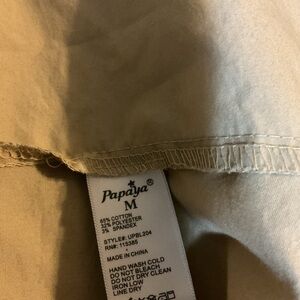 Papaya®
M
65% COTTON
32% POLYESTER
3% SPANDEX
STYLE#: UPBL204
RN#: 115385
MADE IN CHINA
HAND WASH COLD
DO NOT BLEACH
DO NOT DRY CLEAN
IRON LOW
LINE DRY